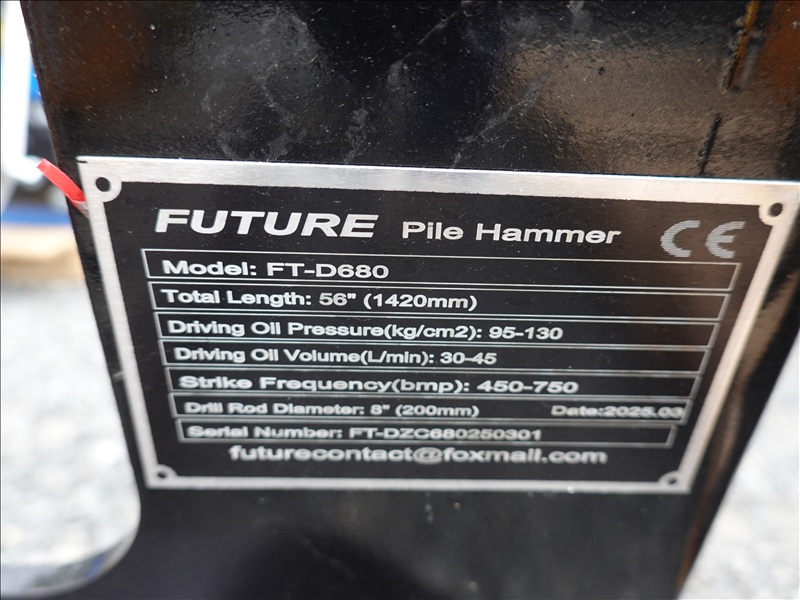 FUTURE Pile Hammer CE
Model: FT-D680
Total Length: 56" (1420mm)
Driving Oil Pressure(kg/cm2): 95-130
Driving Oil Volume(L/min): 30-45
Strike Frequency(bmp): 450-750
Drill Rod Diameter: 8" (200mm) Date:2025.03
Serial Number: FT-DZC680250301
futurecontact@foxmail.com